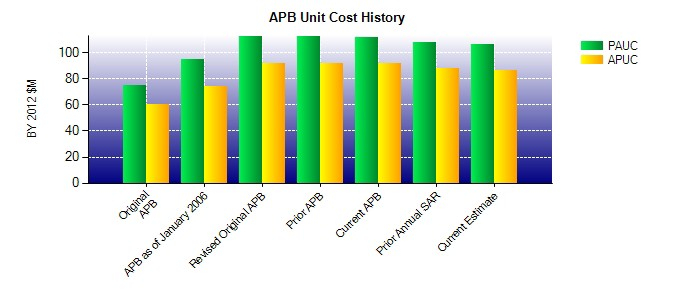 APB Unit Cost History
BY 2012 $M
100
80
60
40
20
0
PAUC
APUC
Original
APB
APB as of January 2006
Revised Original APB
Prior APB
Current APB
Prior Annual SAR
Current Estimate